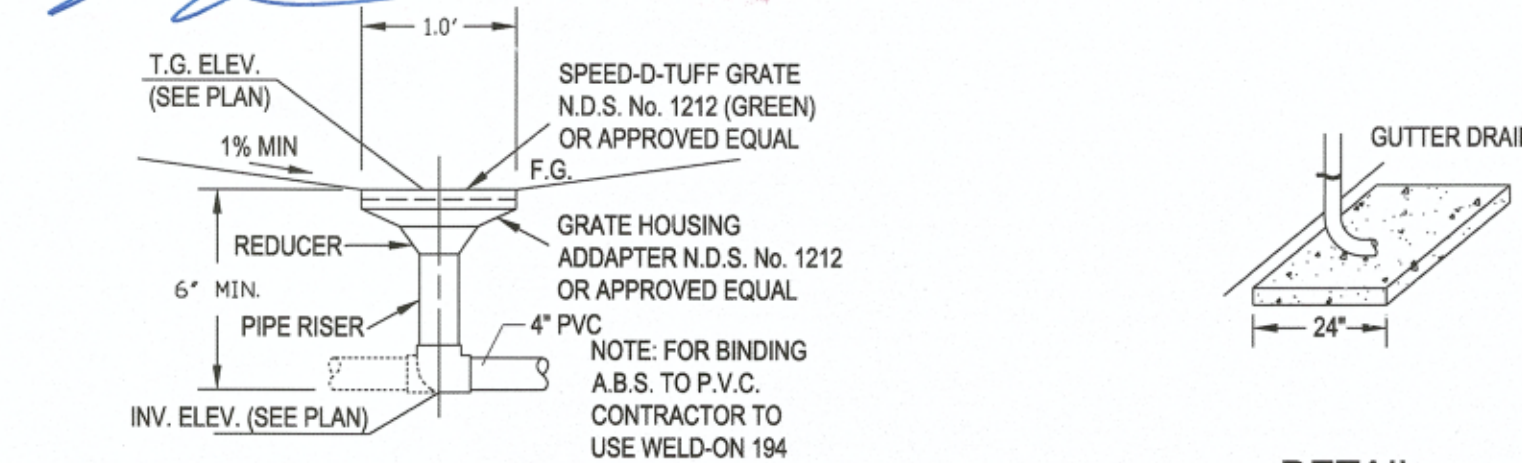 1.0'
T.G. ELEV.
(SEE PLAN)
SPEED-D-TUFF GRATE
N.D.S. No. 1212 (GREEN)
OR APPROVED EQUAL
1% MIN
F.G.
REDUCER
GRATE HOUSING
ADDAPTER N.D.S. No. 1212
OR APPROVED EQUAL
6" MIN.
PIPE RISER
4" PVC
NOTE: FOR BINDING
A.B.S. TO P.V.C.
CONTRACTOR TO
USE WELD-ON 194
INV. ELEV. (SEE PLAN)
GUTTER DRAIN
24"